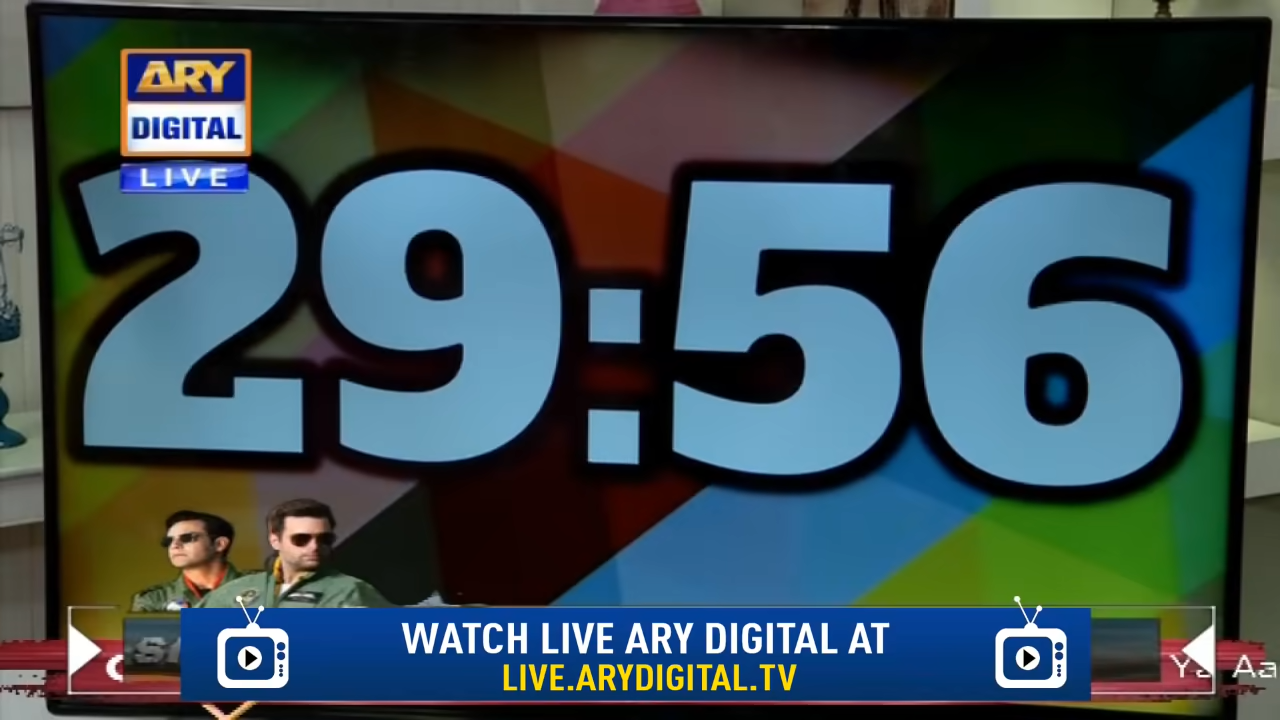 ARY
DIGITAL
LIVE
29:56
WATCH LIVE ARY DIGITAL AT
LIVE.ARYDIGITAL.TV